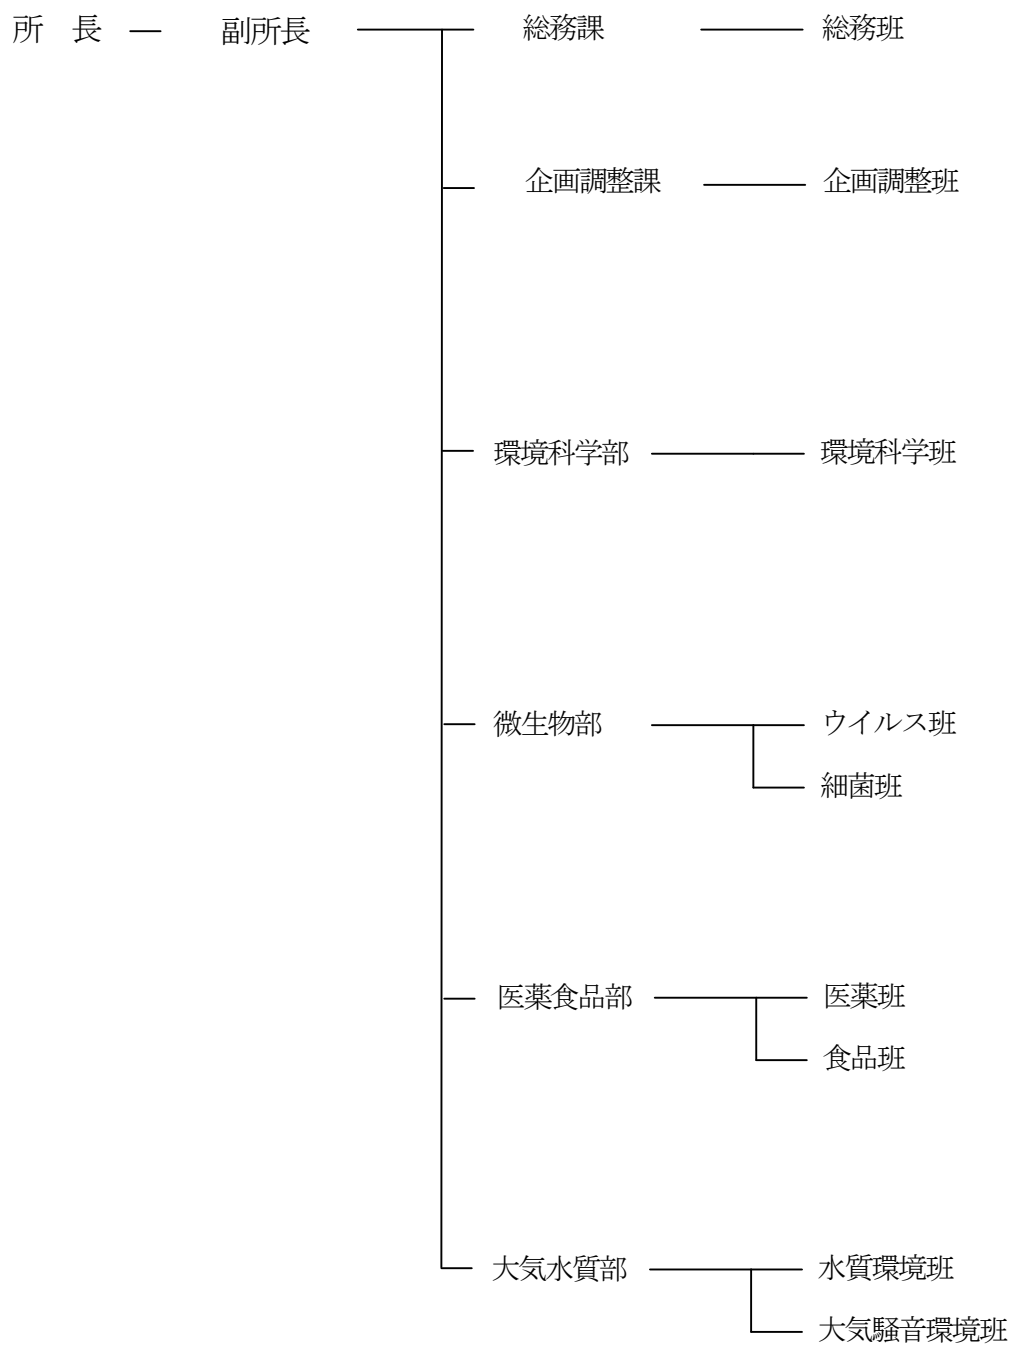 所　長 副所長 総務課 総務班
企画調整課 企画調整班
環境科学部 環境科学班
微生物部 ウイルス班
細菌班
医薬食品部 医薬班
食品班
大気水質部 水質環境班
大気騒音環境班